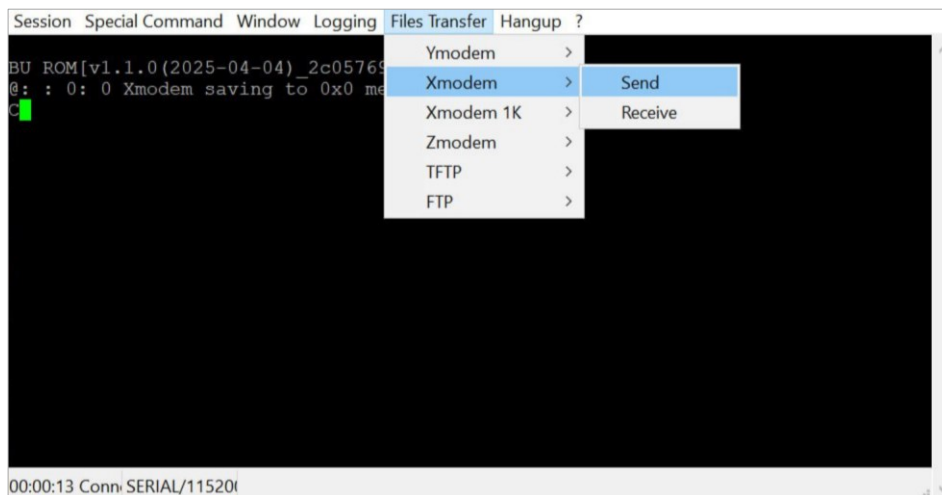 Session Special Command Window Logging Files Transfer Hangup ?
BU ROM[v1.1.0(2025-04-04)_2c05769
@: : 0: 0 Xmodem saving to 0x0 me
C
Ymodem >
Xmodem >
Xmodem 1K >
Zmodem >
TFTP >
FTP >
Send
Receive
00:00:13 Conn SERIAL/11520